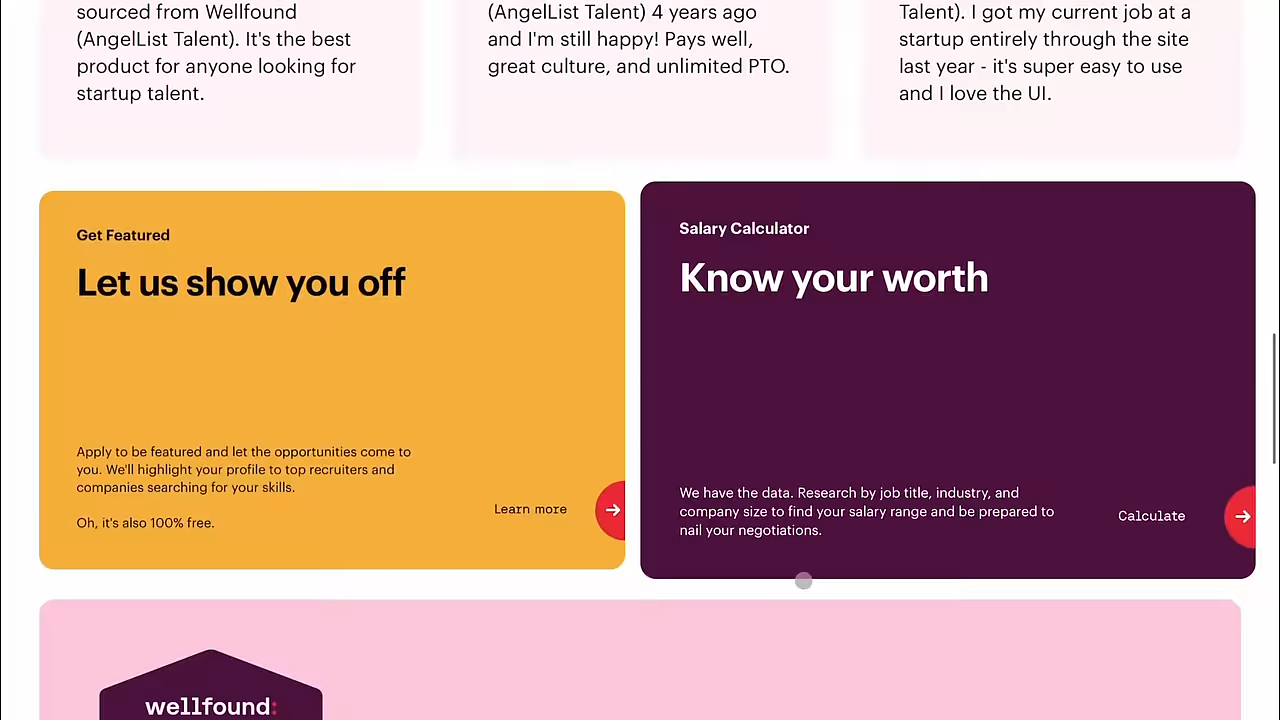 sourced from Wellfound
(AngelList Talent). It's the best
product for anyone looking for
startup talent.
(AngelList Talent) 4 years ago
and I'm still happy! Pays well,
great culture, and unlimited PTO.
Talent). I got my current job at a
startup entirely through the site
last year - it's super easy to use
and I love the UI.
Get Featured
Let us show you off
Apply to be featured and let the opportunities come to
you. We'll highlight your profile to top recruiters and
companies searching for your skills.
Oh, it's also 100% free.
Learn more
Salary Calculator
Know your worth
We have the data. Research by job title, industry, and
company size to find your salary range and be prepared to
nail your negotiations.
Calculate
wellfound: